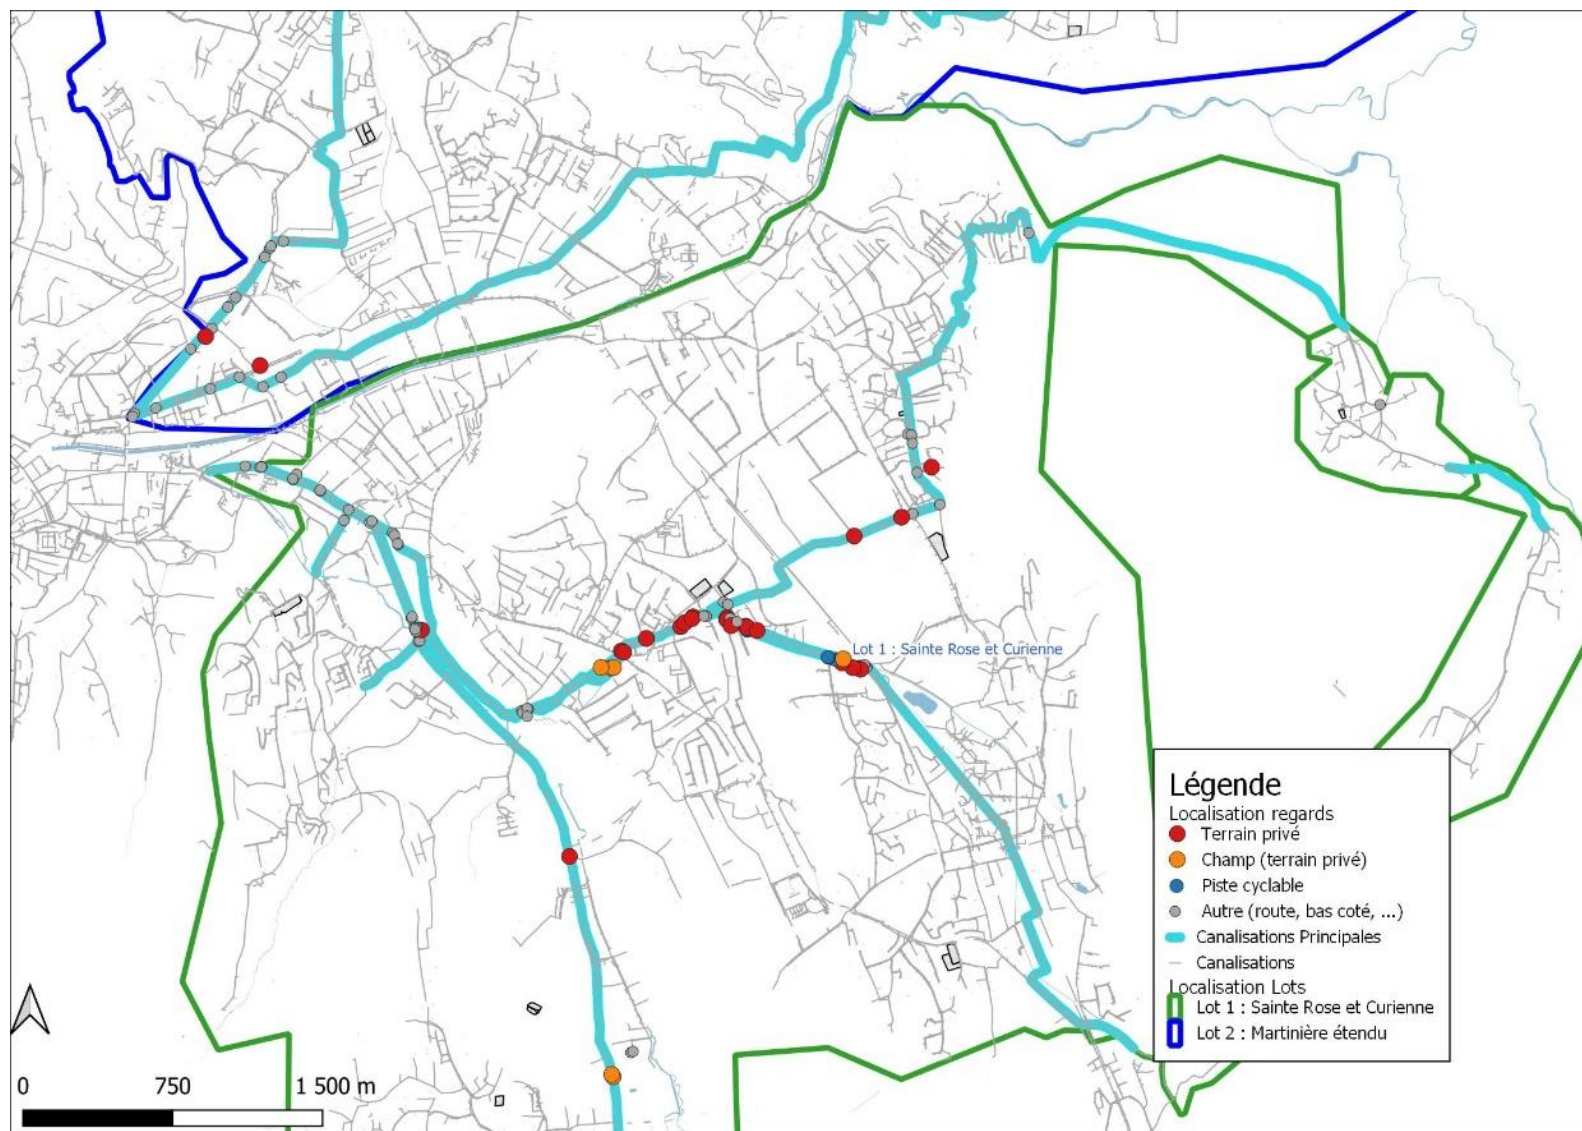 Lot 1 : Sainte Rose et Curienne
Légende
Localisation regards
Terrain privé
Champ (terrain privé)
Piste cyclable
Autre (route, bas coté, ...)
Canalisations Principales
Canalisations
Localisation Lots
Lot 1 : Sainte Rose et Curienne
Lot 2 : Martinière étendu
0 750 1 500 m